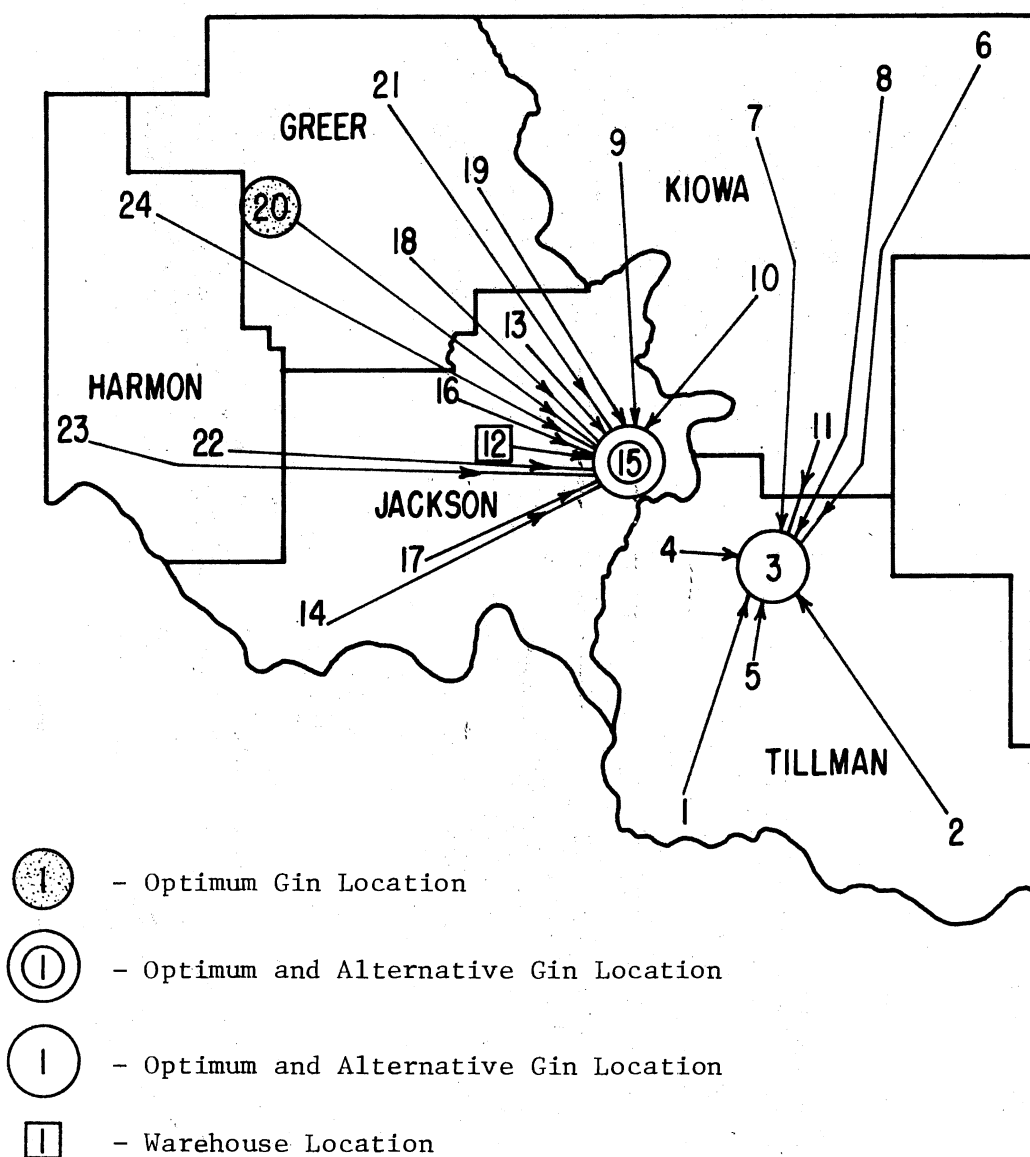 6
8
21
7
GREER
9
19
KIOWA
24
20
18
10
13
HARMON
16
11
23
22
12
15
JACKSON
4
17
3
14
5
TILLMAN
1
2
1 - Optimum Gin Location
1 - Optimum and Alternative Gin Location
1 - Optimum and Alternative Gin Location
1 - Warehouse Location